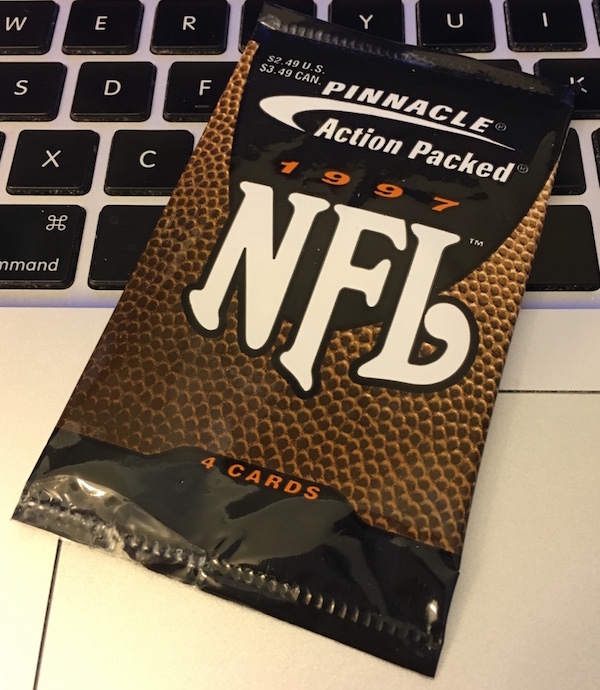 W E R Y U I
S D F K
X C
⌘
mmand
$2.49 U.S.
$3.49 CAN.
PINNACLE®
Action Packed®
1997
NFL™
4 CARDS